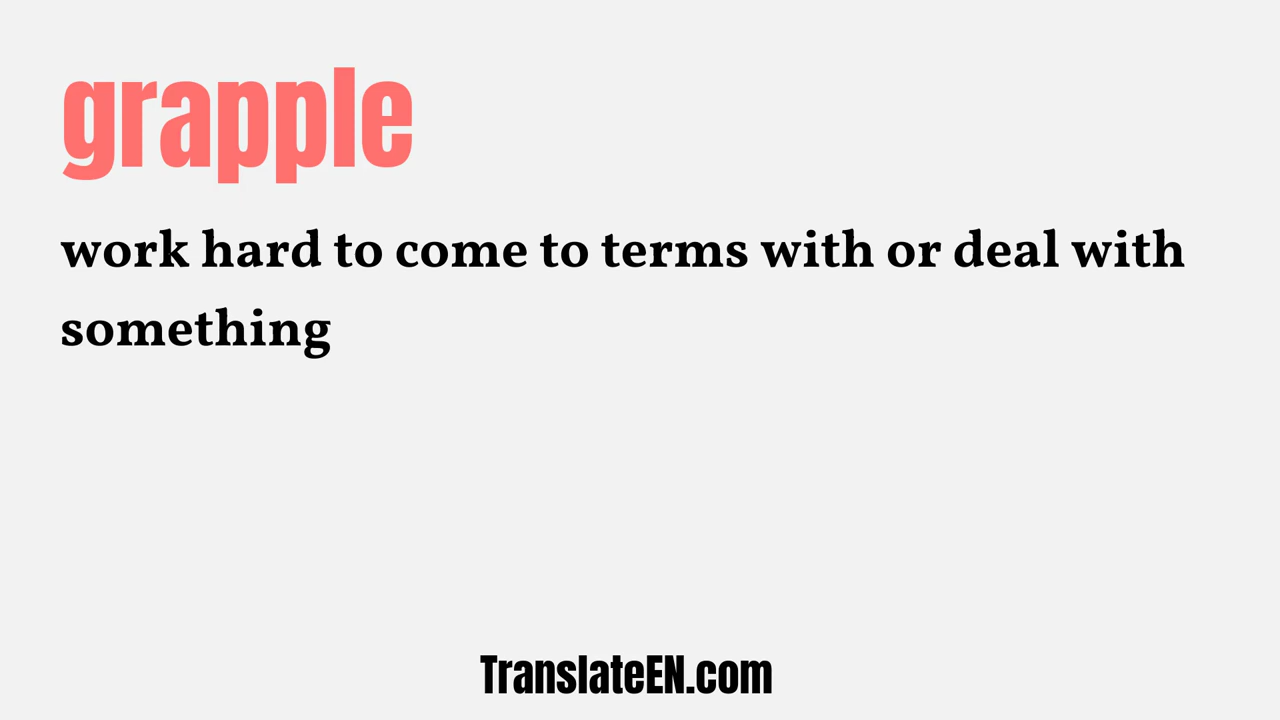 grapple
work hard to come to terms with or deal with
something
TranslateEN.com